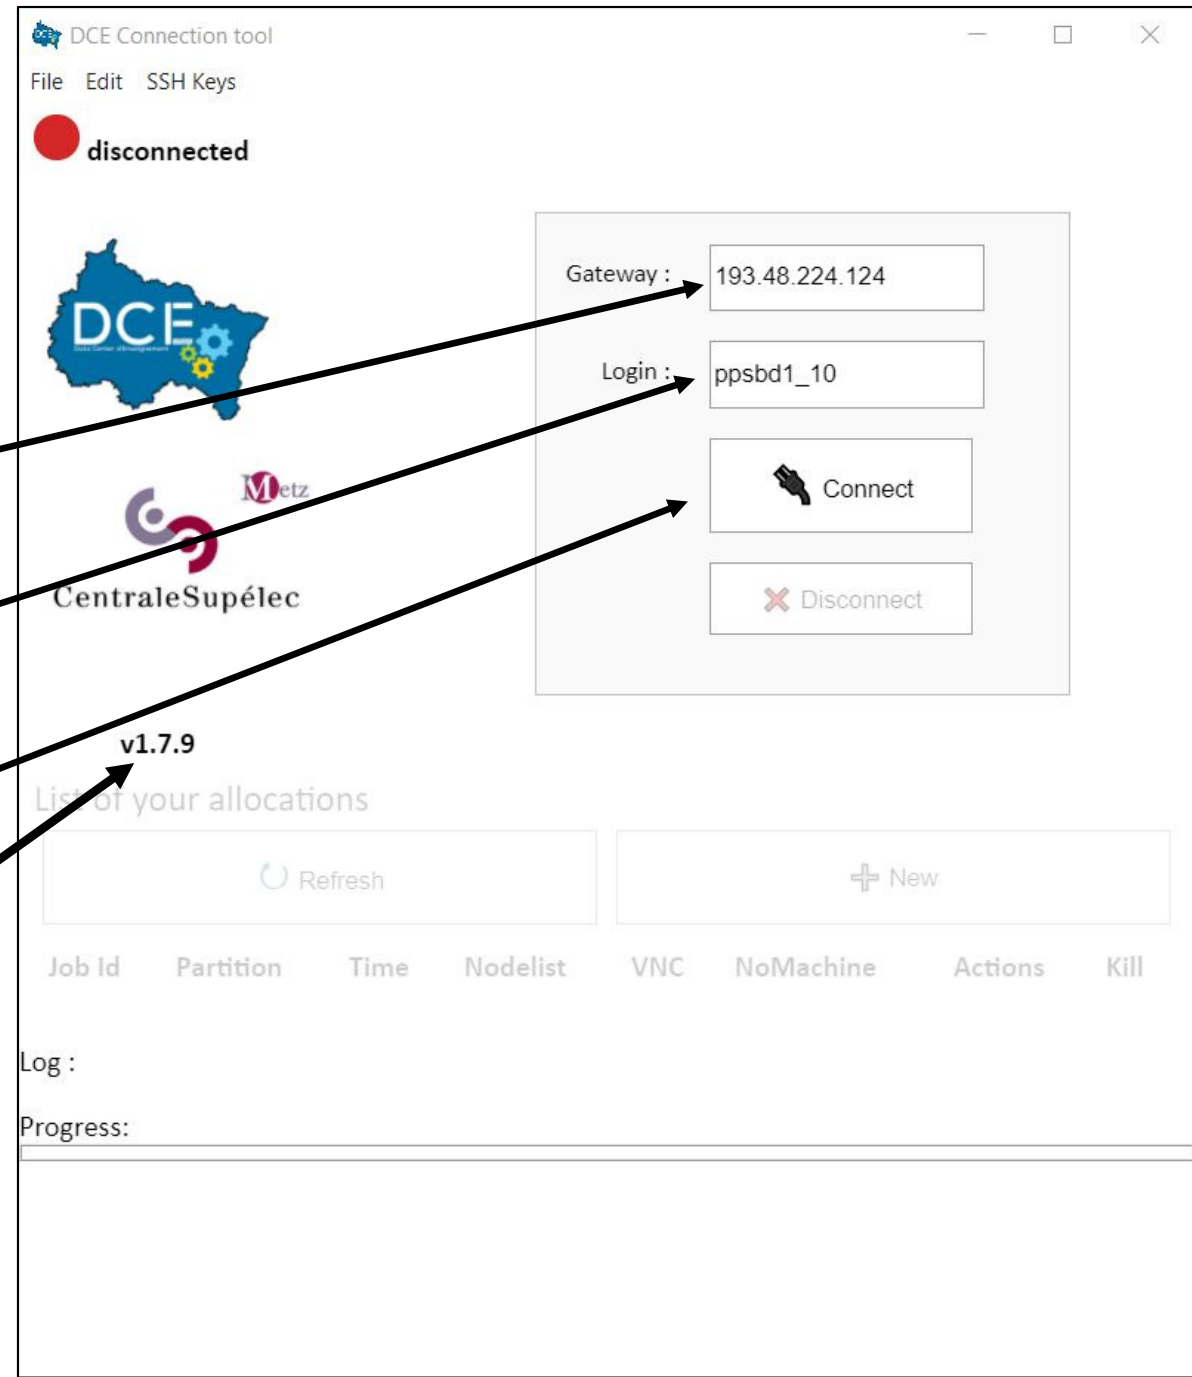 DCE Connection tool
File Edit SSH Keys
disconnected
Gateway : 193.48.224.124
DCE
Login : ppsbd1_10
Connect
Metz
CentraleSupélec
Disconnect
v1.7.9
List of your allocations
Refresh New
Job Id Partition Time Nodelist VNC NoMachine Actions Kill
Log :
Progress: